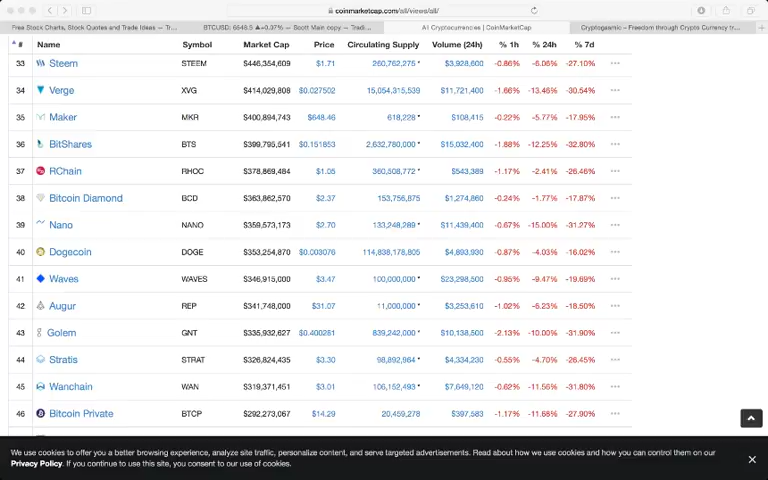 coinmarketcap.com/all/views/all/
Free Stock Charts, Stock Quotes and Trade Ideas — Tr...
BTCUSD: 6648.5 ▲+0.37% — Scott Main copy — Tradi...
All Cryptocurrencies | CoinMarketCap
Cryptogasmic – Freedom through Crypto Currency tr...
# Name Symbol Market Cap Price Circulating Supply Volume (24h) % 1h % 24h % 7d
33 Steem STEEM $446,354,609 $1.71 260,762,275 * $3,928,600 -0.86% -6.06% -27.10%
34 Verge XVG $414,029,808 $0.027502 15,054,315,539 $11,721,400 -1.66% -13.46% -30.54%
35 Maker MKR $400,894,743 $648.46 618,228 * $108,415 -0.22% -5.77% -17.95%
36 BitShares BTS $399,795,541 $0.151853 2,632,780,000 * $15,032,400 -1.88% -12.25% -32.80%
37 RChain RHOC $378,869,484 $1.05 360,508,772 * $543,389 -1.17% -2.41% -26.46%
38 Bitcoin Diamond BCD $363,862,570 $2.37 153,756,875 $1,274,860 -0.24% -1.77% -17.87%
39 Nano NANO $359,573,173 $2.70 133,248,289 * $11,439,400 -0.67% -15.00% -31.27%
40 Dogecoin DOGE $353,254,870 $0.003076 114,838,178,805 $4,893,930 -0.87% -4.03% -16.02%
41 Waves WAVES $346,915,000 $3.47 100,000,000 * $23,298,500 -0.95% -9.47% -19.69%
42 Augur REP $341,748,000 $31.07 11,000,000 * $3,253,610 -1.02% -6.23% -18.50%
43 Golem GNT $335,932,627 $0.400281 839,242,000 * $10,138,500 -2.13% -10.00% -31.90%
44 Stratis STRAT $326,824,435 $3.30 98,892,964 * $4,334,230 -0.55% -4.70% -26.45%
45 Wanchain WAN $319,371,451 $3.01 106,152,493 * $7,649,120 -0.62% -11.56% -31.80%
46 Bitcoin Private BTCP $292,273,067 $14.29 20,459,278 $397,583 -1.17% -11.68% -27.90%
We use cookies to offer you a better browsing experience, analyze site traffic, personalize content, and serve targeted advertisements. Read about how we use cookies and how you can control them on our
Privacy Policy. If you continue to use this site, you consent to our use of cookies.